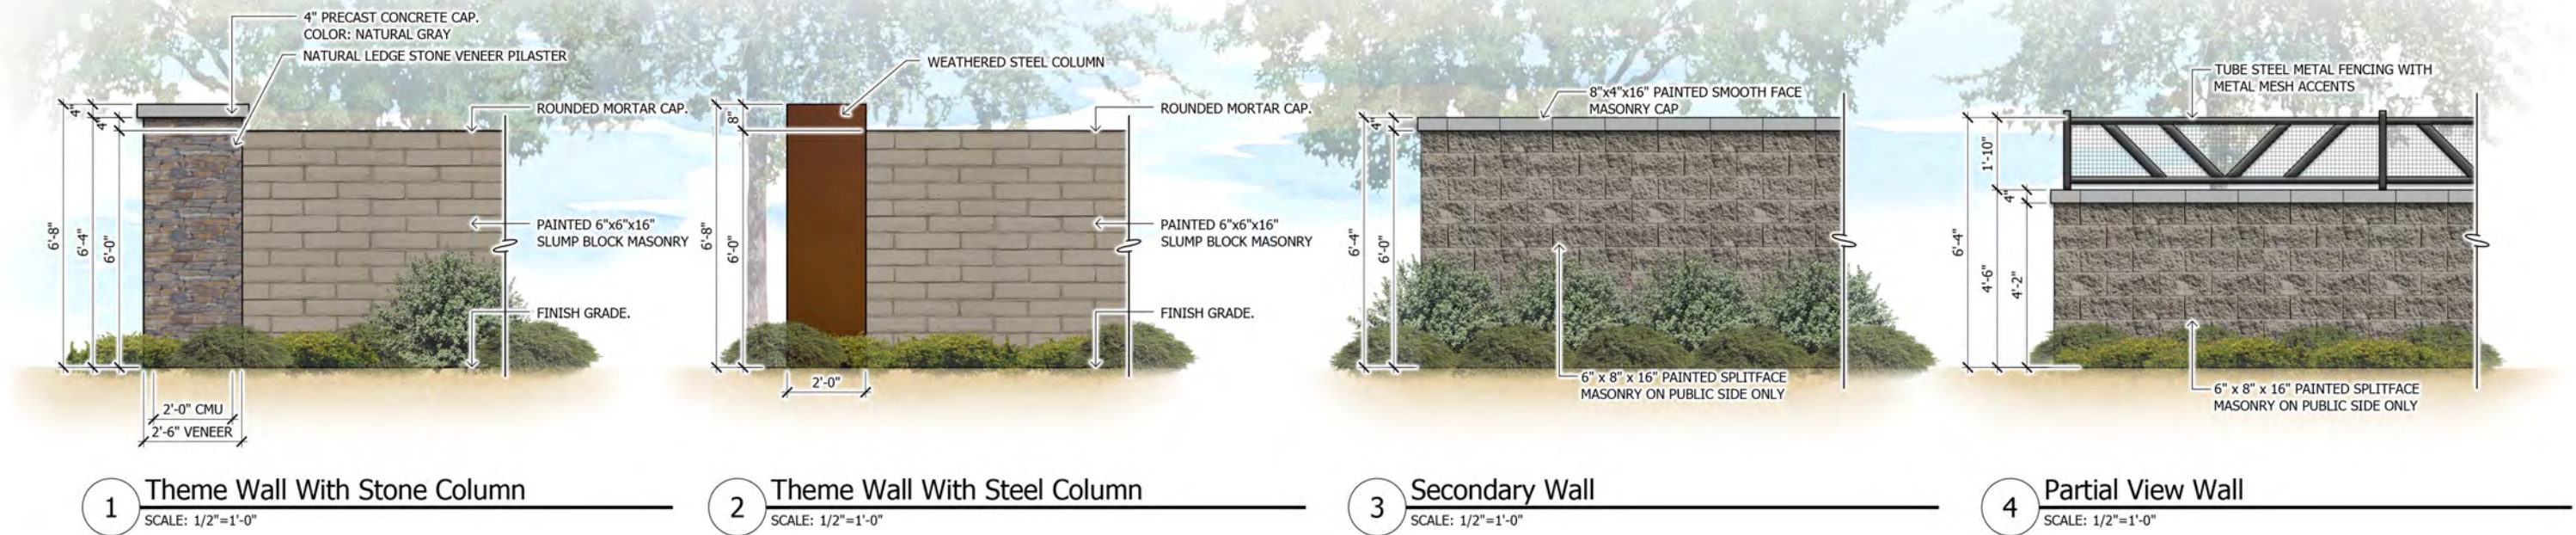 4" PRECAST CONCRETE CAP.
COLOR: NATURAL GRAY
NATURAL LEDGE STONE VENEER PILASTER
ROUNDED MORTAR CAP.
PAINTED 6"x6"x16"
SLUMP BLOCK MASONRY
FINISH GRADE.
4"
4"
6'-8"
6'-4"
6'-0"
2'-0" CMU
2'-6" VENEER
1 Theme Wall With Stone Column
SCALE: 1/2"=1'-0"
WEATHERED STEEL COLUMN
ROUNDED MORTAR CAP.
PAINTED 6"x6"x16"
SLUMP BLOCK MASONRY
FINISH GRADE.
8"
6'-8"
6'-0"
2'-0"
2 Theme Wall With Steel Column
SCALE: 1/2"=1'-0"
8"x4"x16" PAINTED SMOOTH FACE
MASONRY CAP
4"
6'-4"
6'-0"
6" x 8" x 16" PAINTED SPLITFACE
MASONRY ON PUBLIC SIDE ONLY
3 Secondary Wall
SCALE: 1/2"=1'-0"
TUBE STEEL METAL FENCING WITH
METAL MESH ACCENTS
1'-10"
4"
6'-4"
4'-6"
4'-2"
6" x 8" x 16" PAINTED SPLITFACE
MASONRY ON PUBLIC SIDE ONLY
4 Partial View Wall
SCALE: 1/2"=1'-0"